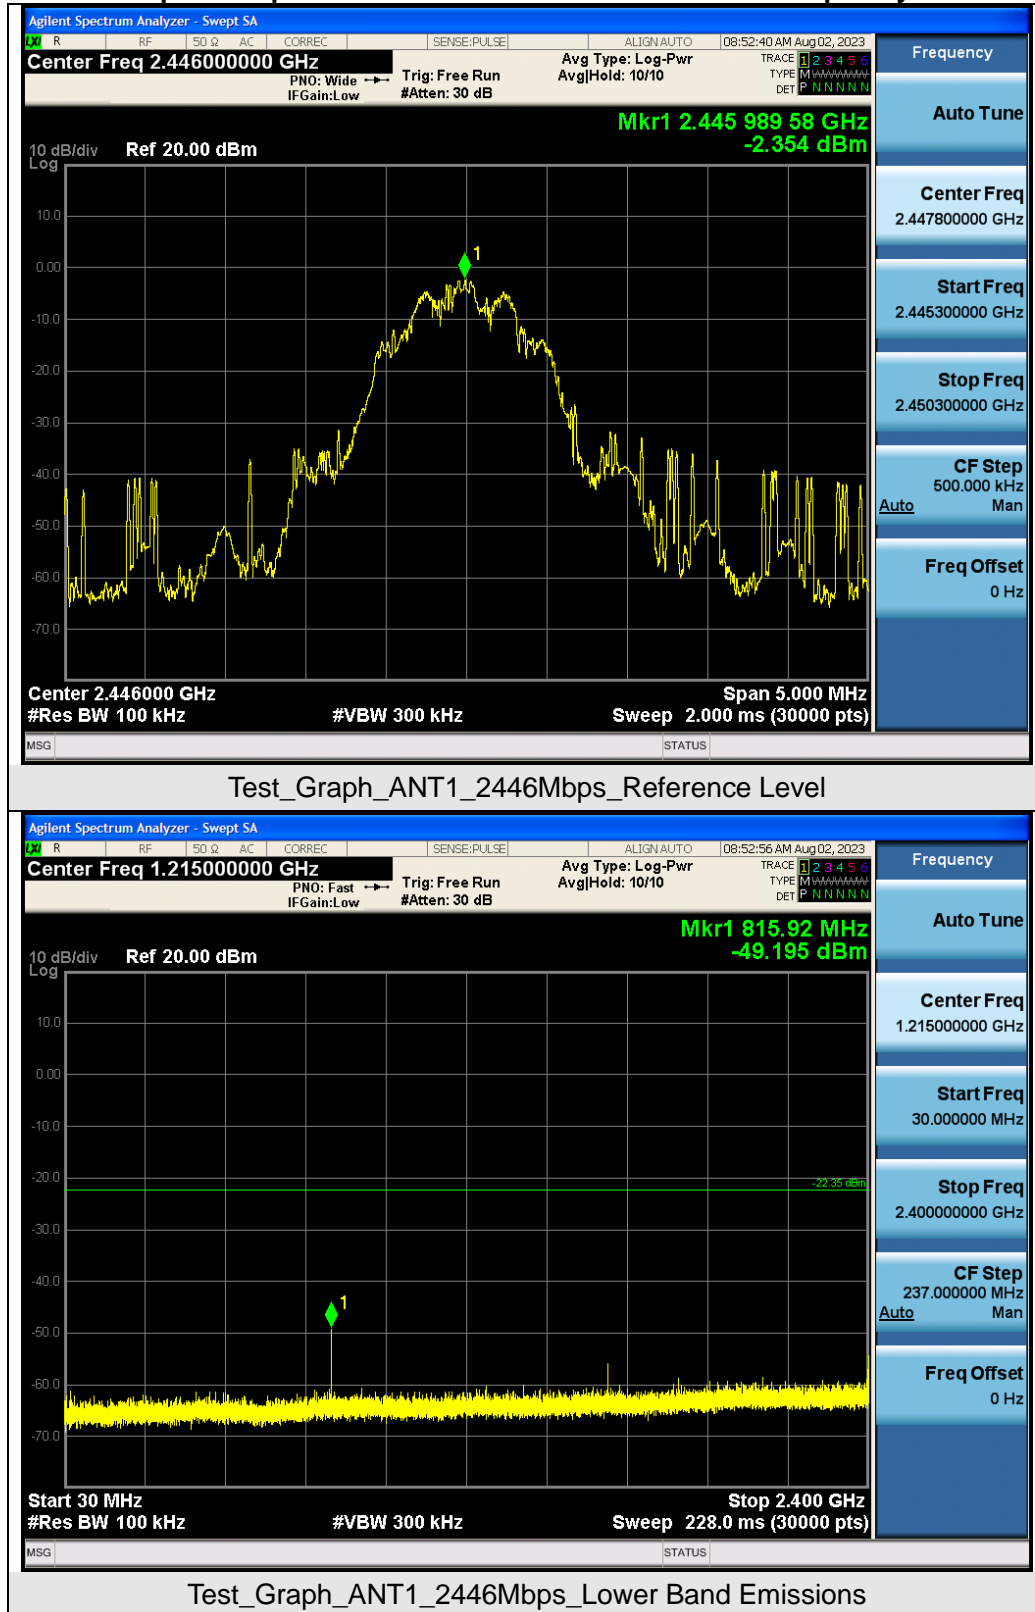 Agilent Spectrum Analyzer - Swept SA
LXI R RF 50 Ω AC CORREC SENSE:PULSE ALIGN AUTO 08:52:40 AM Aug 02, 2023
Center Freq 2.446000000 GHz
PNO: Wide
IFGain:Low
Trig: Free Run
#Atten: 30 dB
Avg Type: Log-Pwr
Avg|Hold: 10/10
TRACE 1 2 3 4 5 6
TYPE M
DET P N N N N N
Frequency
Mkr1 2.445 989 58 GHz
-2.354 dBm
10 dB/div Ref 20.00 dBm
Log
10.0
0.00
-10.0
-20.0
-30.0
-40.0
-50.0
-60.0
-70.0
1
Center 2.446000 GHz Span 5.000 MHz
#Res BW 100 kHz #VBW 300 kHz Sweep 2.000 ms (30000 pts)
MSG STATUS
Auto Tune
Center Freq
2.447800000 GHz
Start Freq
2.445300000 GHz
Stop Freq
2.450300000 GHz
CF Step
500.000 kHz
Auto Man
Freq Offset
0 Hz
Test_Graph_ANT1_2446Mbps_Reference Level
Agilent Spectrum Analyzer - Swept SA
LXI R RF 50 Ω AC CORREC SENSE:PULSE ALIGN AUTO 08:52:56 AM Aug 02, 2023
Center Freq 1.215000000 GHz
PNO: Fast
IFGain:Low
Trig: Free Run
#Atten: 30 dB
Avg Type: Log-Pwr
Avg|Hold: 10/10
TRACE 1 2 3 4 5 6
TYPE M
DET P N N N N N
Frequency
Mkr1 815.92 MHz
-49.195 dBm
10 dB/div Ref 20.00 dBm
Log
10.0
0.00
-10.0
-20.0
-30.0
-40.0
-50.0
-60.0
-70.0
-22.35 dBm
1
Start 30 MHz Stop 2.400 GHz
#Res BW 100 kHz #VBW 300 kHz Sweep 228.0 ms (30000 pts)
MSG STATUS
Auto Tune
Center Freq
1.215000000 GHz
Start Freq
30.000000 MHz
Stop Freq
2.400000000 GHz
CF Step
237.000000 MHz
Auto Man
Freq Offset
0 Hz
Test_Graph_ANT1_2446Mbps_Lower Band Emissions